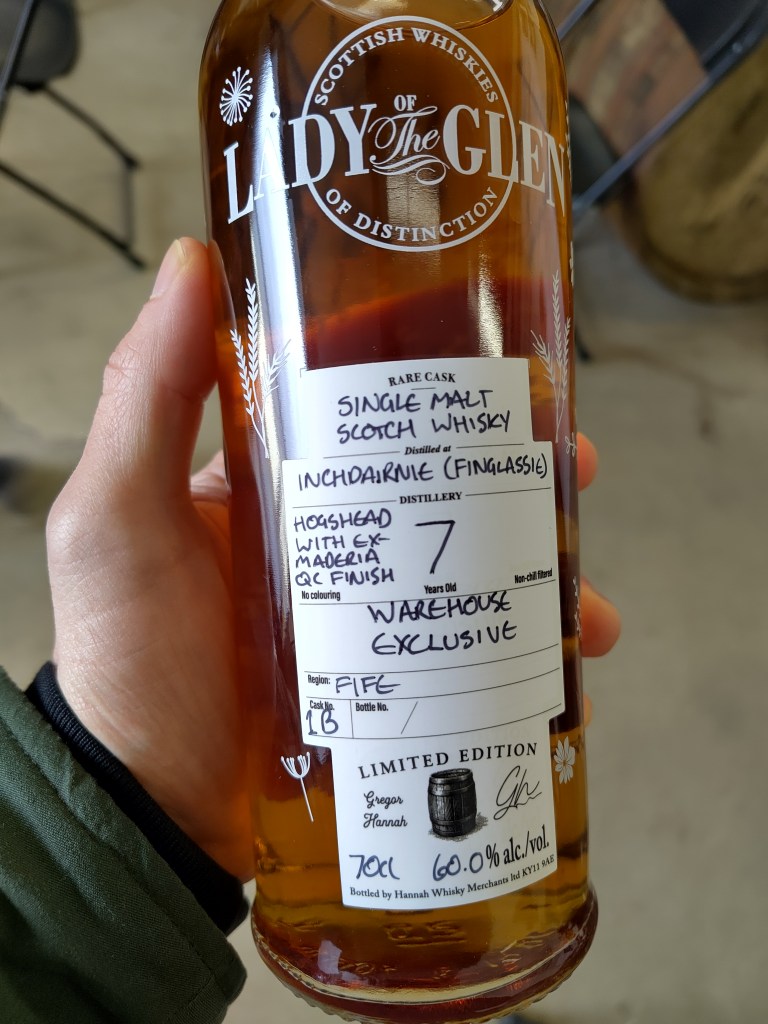 SCOTTISH WHISKIES
OF
LADY The GLEN
OF DISTINCTION
RARE CASK
SINGLE MALT
SCOTCH WHISKY
Distilled at
INCHDAIRNIE (FINGLASSIE)
DISTILLERY
HOGSHEAD
WITH EX-
MADERIA
QC FINISH
No colouring
7
Years Old
Non-chill filtered
WAREHOUSE
EXCLUSIVE
Region: FIFE
Cask No. Bottle No.
1B /
LIMITED EDITION
Gregor
Hannah
70cl 60.0% alc./vol.
Bottled by Hannah Whisky Merchants ltd KY11 9AE